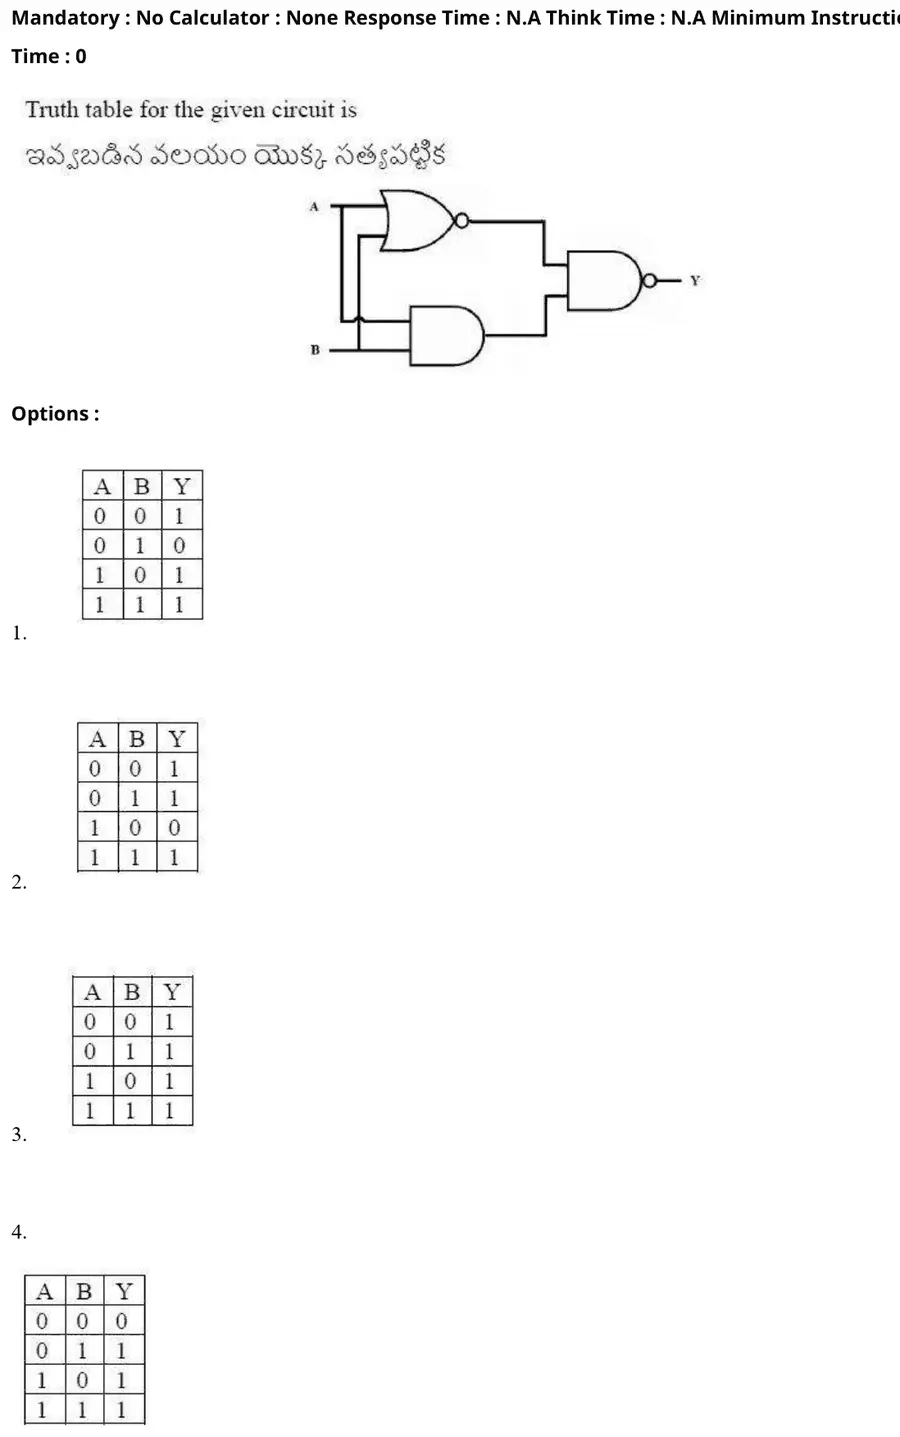 Mandatory : No Calculator : None Response Time : N.A Think Time : N.A Minimum Instructi
Time : 0
Truth table for the given circuit is
ఇవ్వబడిన వలయం యొక్క సత్యపట్టిక
A
Y
B
Options :
A B Y
0 0 1
0 1 0
1 0 1
1 1 1
1.
A B Y
0 0 1
0 1 1
1 0 0
1 1 1
2.
A B Y
0 0 1
0 1 1
1 0 1
1 1 1
3.
4.
A B Y
0 0 0
0 1 1
1 0 1
1 1 1